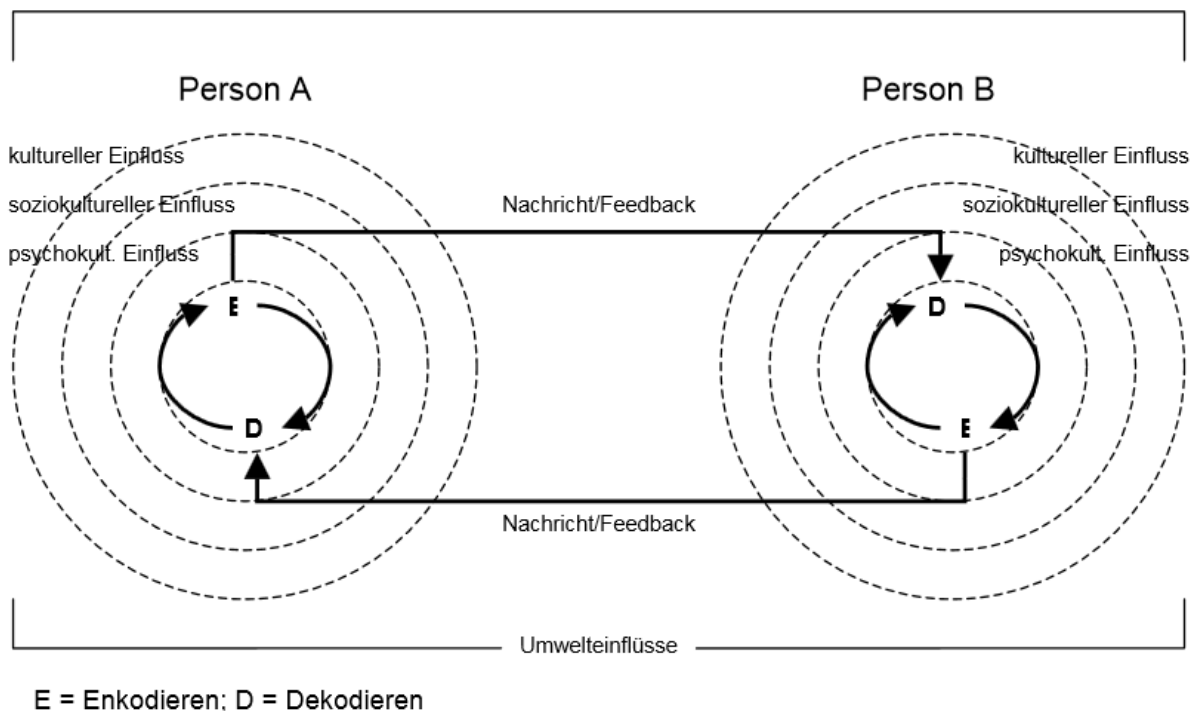 Person A
Person B
kultureller Einfluss
kultureller Einfluss
soziokultureller Einfluss
Nachricht/Feedback
soziokultureller Einfluss
psychokult. Einfluss
psychokult. Einfluss
E
D
D
E
Nachricht/Feedback
Umwelteinflüsse
E = Enkodieren; D = Dekodieren